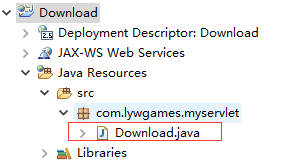 Download
Deployment Descriptor: Download
JAX-WS Web Services
Java Resources
src
com.lywgames.myservlet
Download.java
Libraries